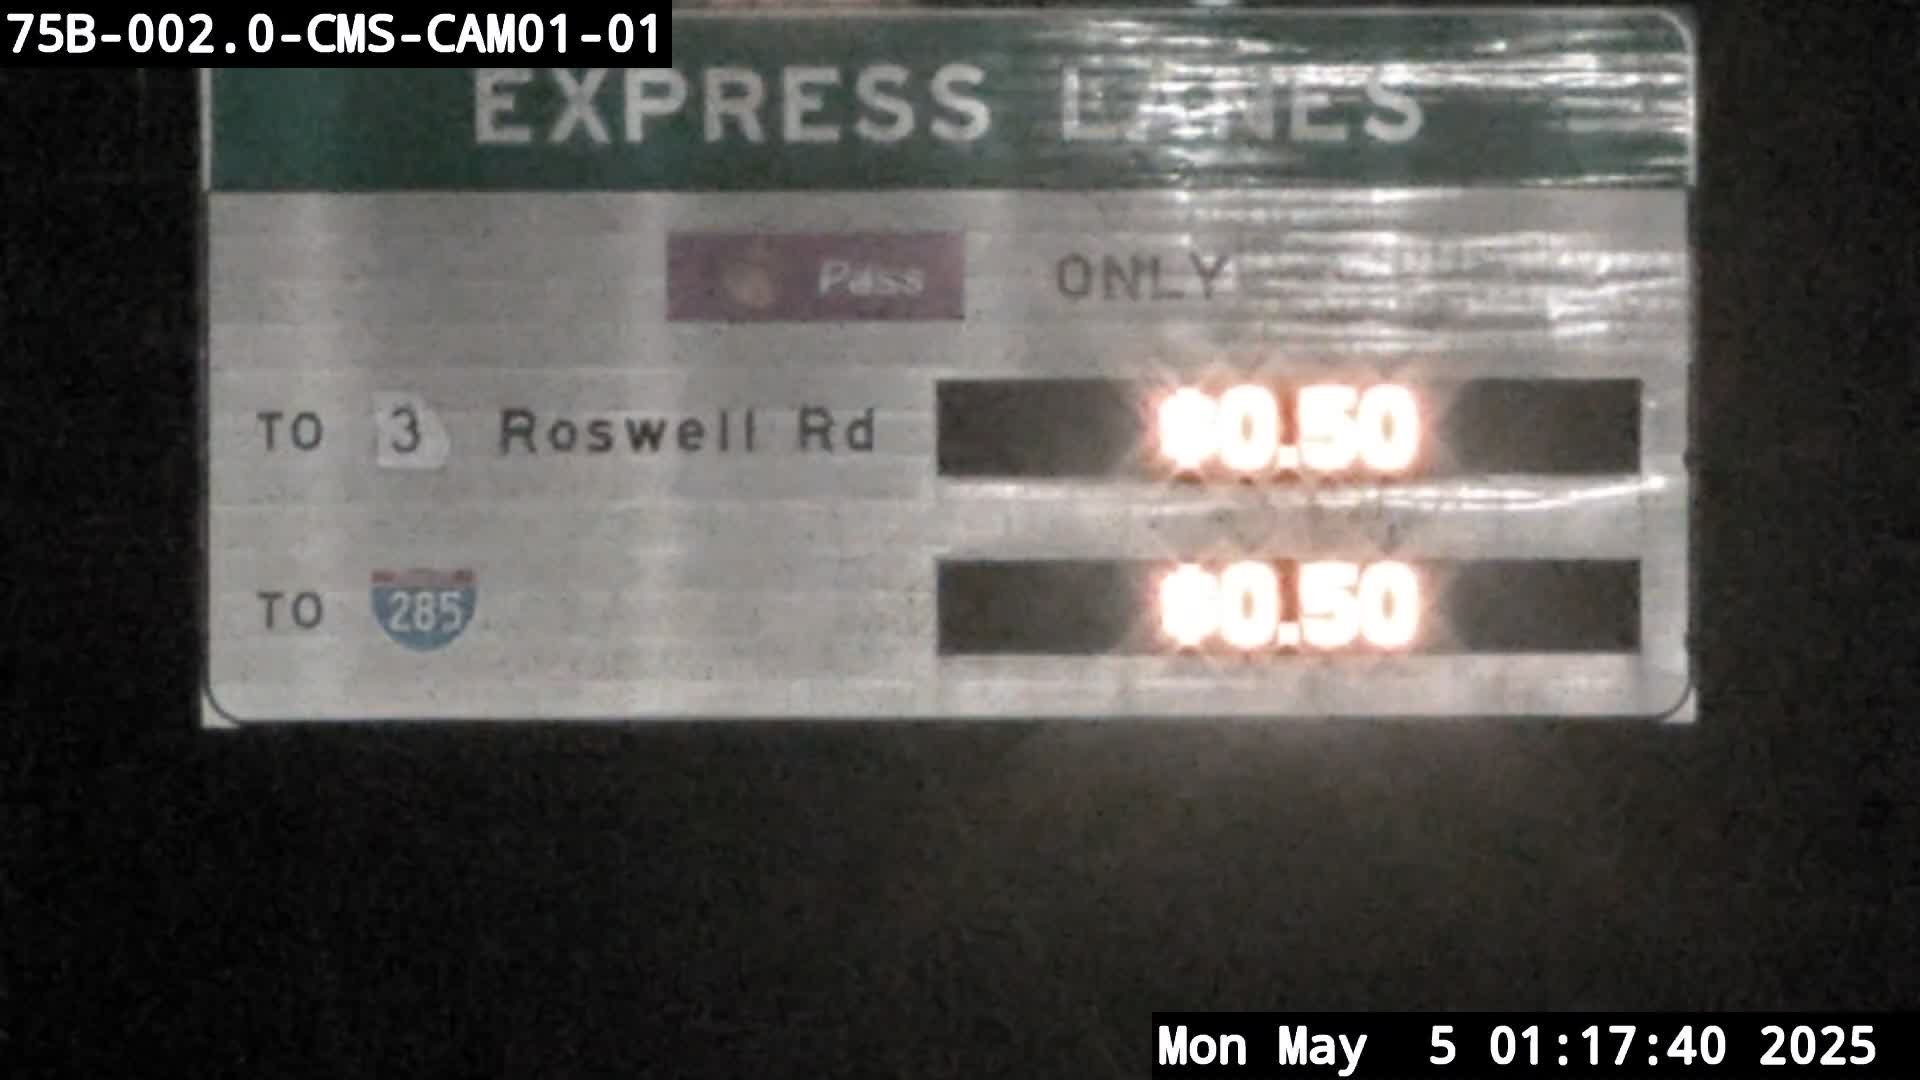 75B-002.0-CMS-CAM01-01
EXPRESS LANES
Pass ONLY
TO 3 Roswell Rd $0.50
TO 285 $0.50
Mon May 5 01:17:40 2025